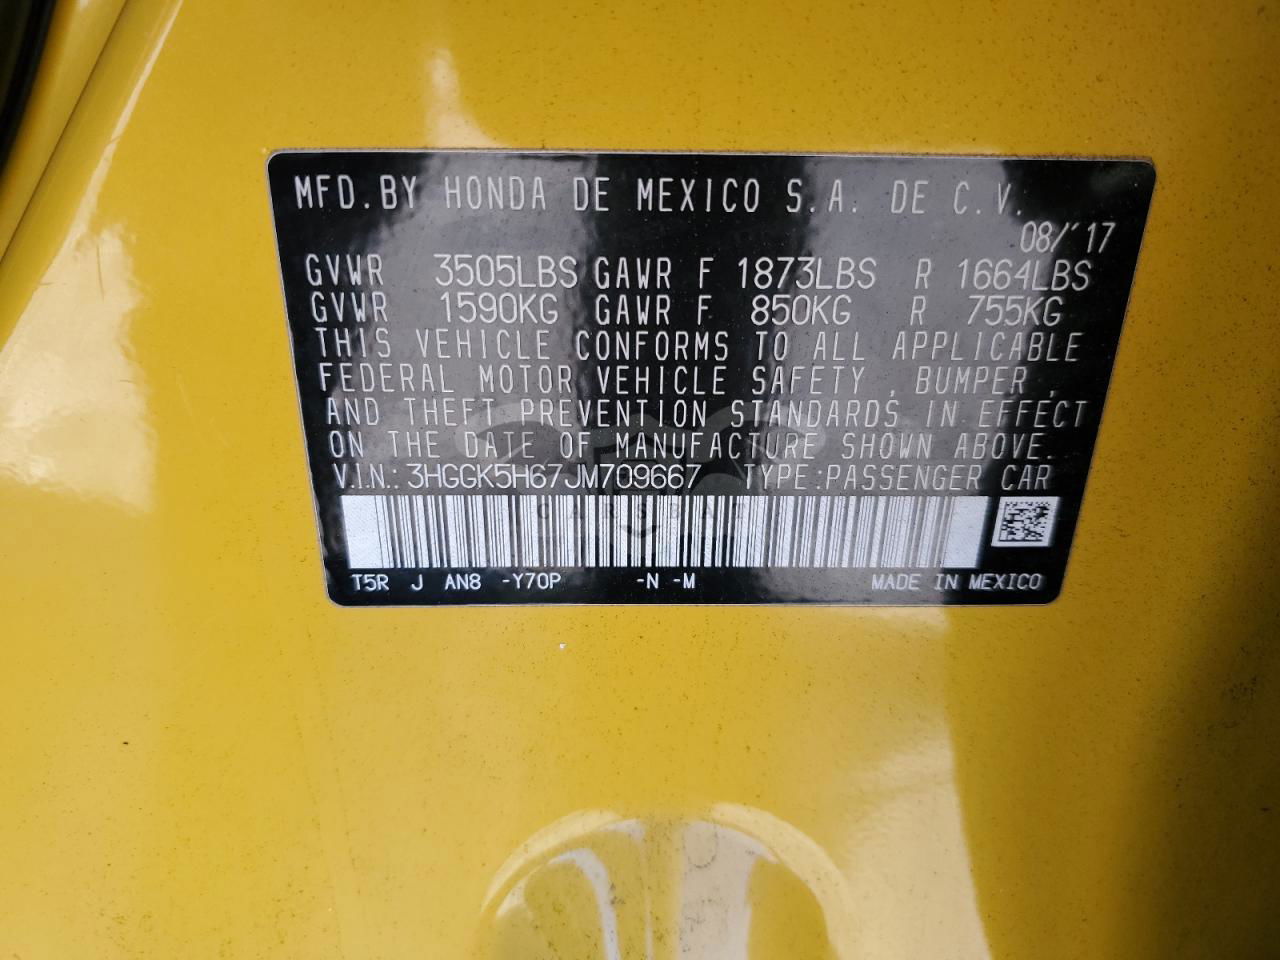 MFD.BY HONDA DE MEXICO S.A. DE C.V.
08/'17
GVWR 3505LBS GAWR F 1873LBS R 1664LBS
GVWR 1590KG GAWR F 850KG R 755KG
THIS VEHICLE CONFORMS TO ALL APPLICABLE
FEDERAL MOTOR VEHICLE SAFETY , BUMPER ,
AND THEFT PREVENTION STANDARDS IN EFFECT
ON THE DATE OF MANUFACTURE SHOWN ABOVE.
V.I.N.: 3HGGK5H67JM709667 TYPE:PASSENGER CAR
T5R J AN8 -Y70P -N -M MADE IN MEXICO